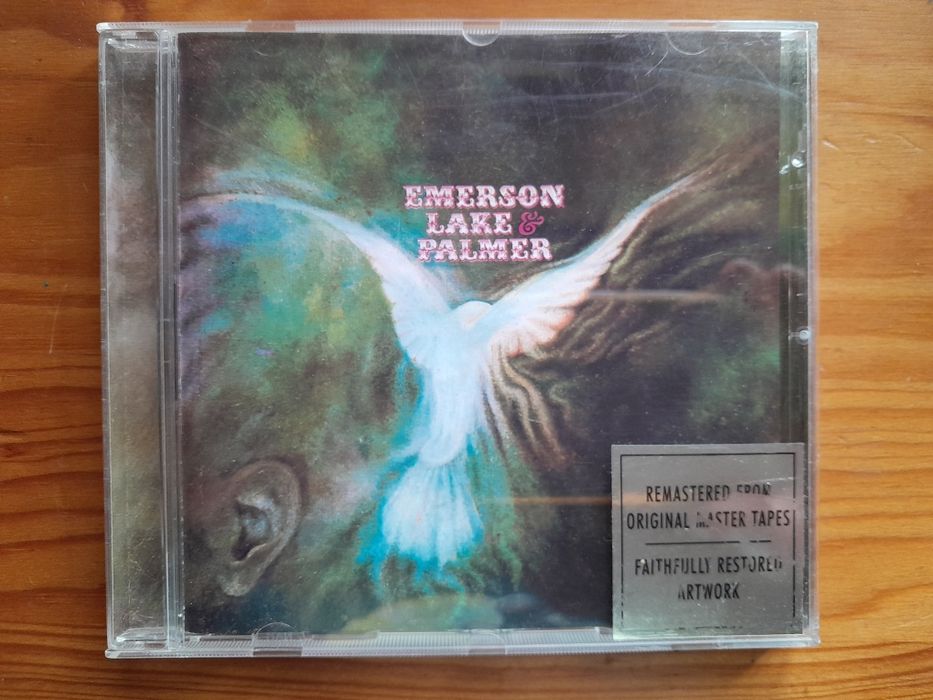 EMERSON
LAKE &
PALMER
REMASTERED FROM
ORIGINAL MASTER TAPES
FAITHFULLY RESTORED
ARTWORK